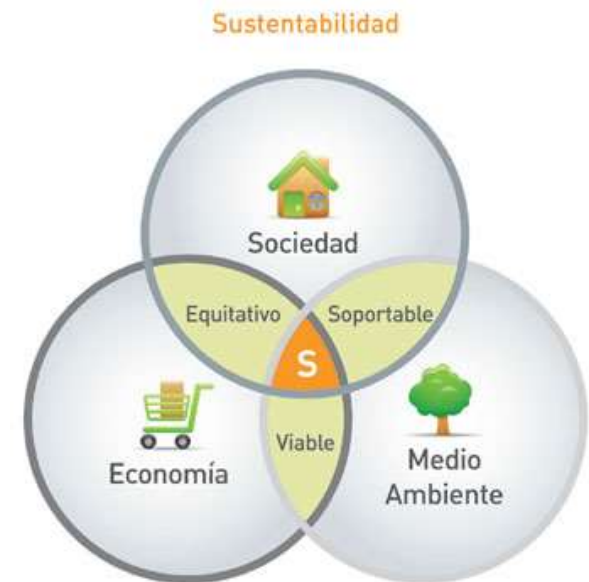 Sustentabilidad
Sociedad
Equitativo
Soportable
S
Viable
Economía
Medio
Ambiente